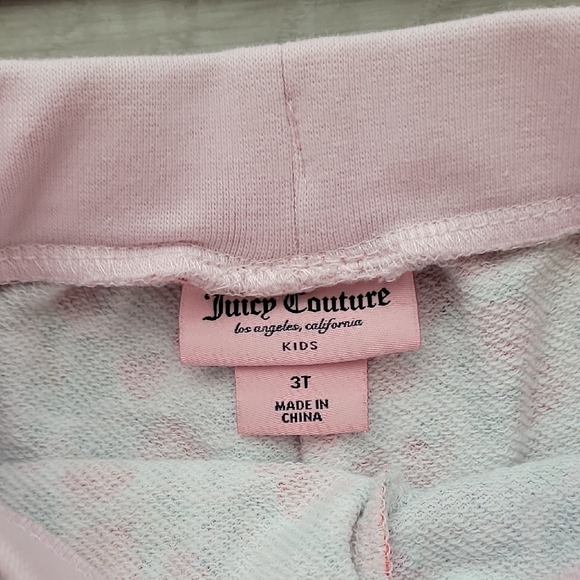 Juicy Couture
los angeles, california
KIDS
3T
MADE IN
CHINA